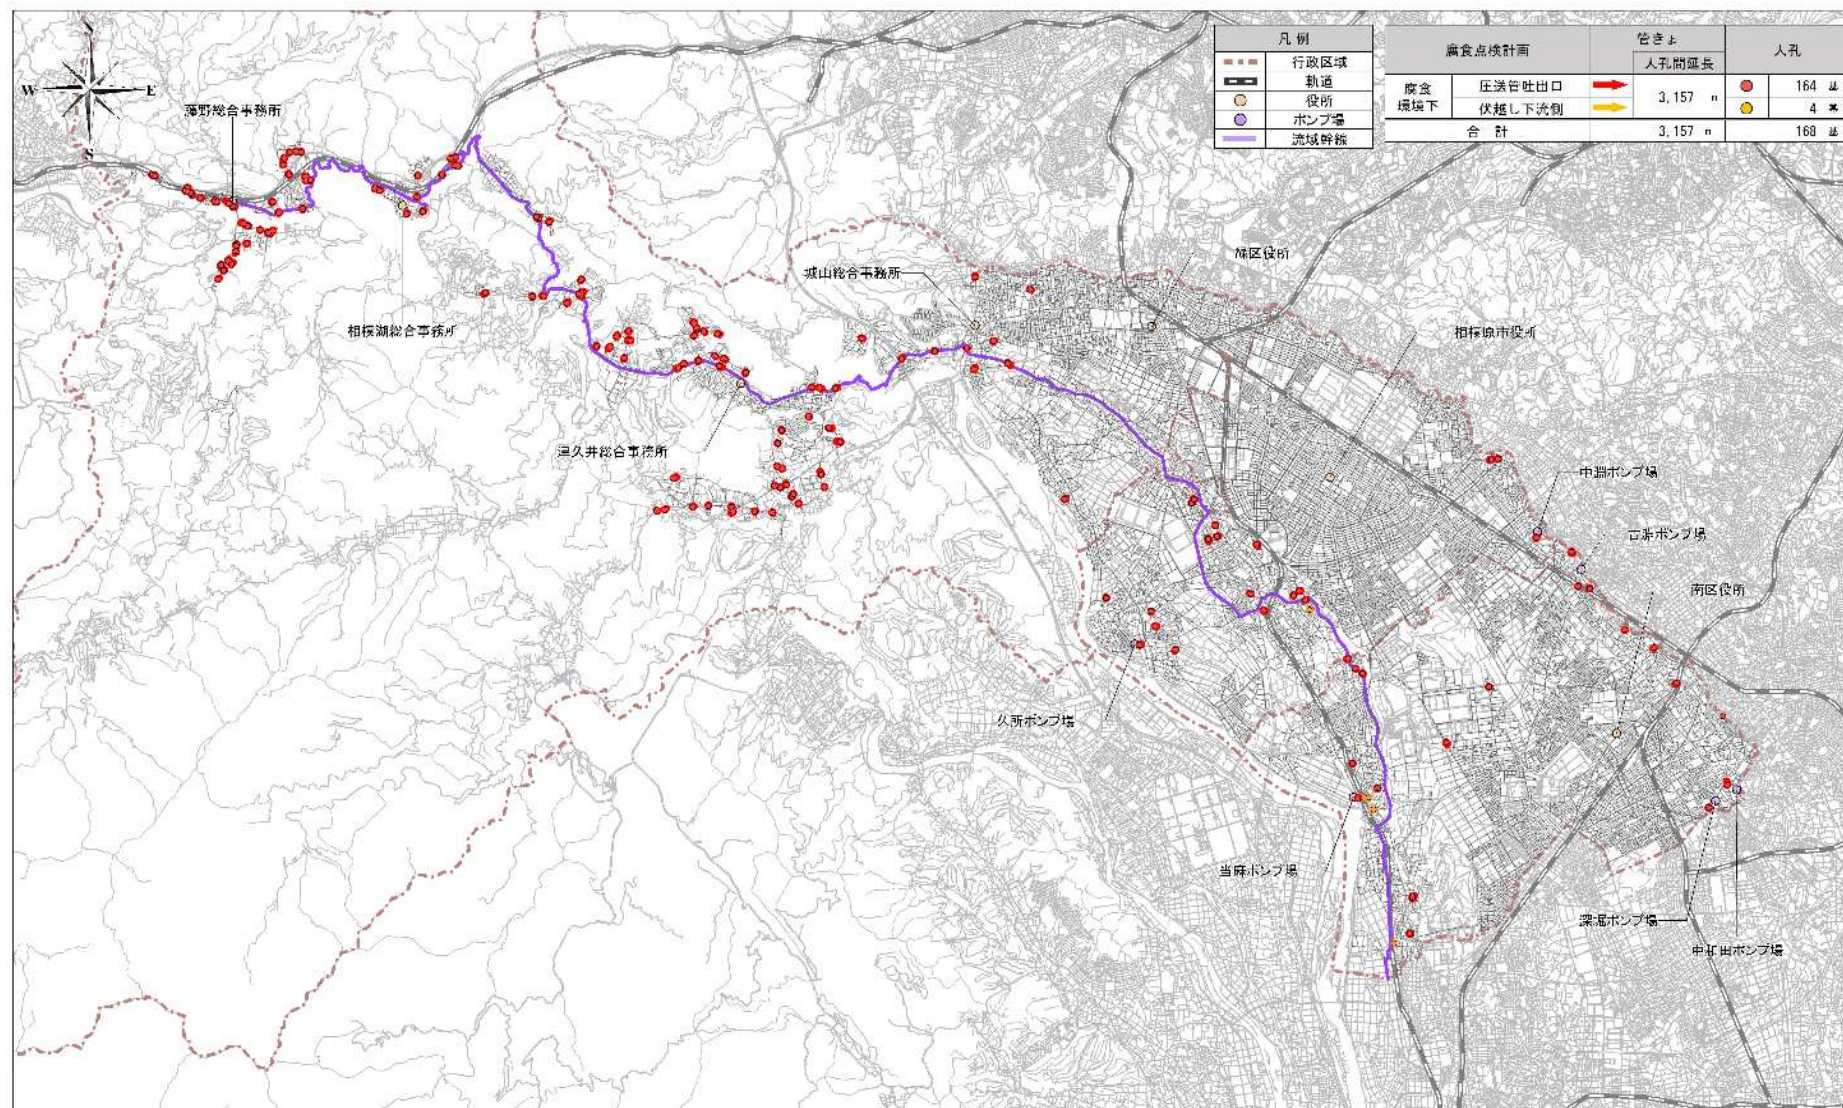 凡例
行政区域
軌道
役所
ポンプ場
流域幹線
腐食点検計画 管きょ 人孔
人孔間延長
腐食環境下 圧送管吐出口 3,157 m 164 基
伏越し下流側 4 基
合計 3,157 m 168 基
N
W E
S
藤野総合事務所
相模湖総合事務所
城山総合事務所
緑区役所
相模原市役所
津久井総合事務所
中淵ポンプ場
古淵ポンプ場
南区役所
久所ポンプ場
当麻ポンプ場
深堀ポンプ場
中和田ポンプ場